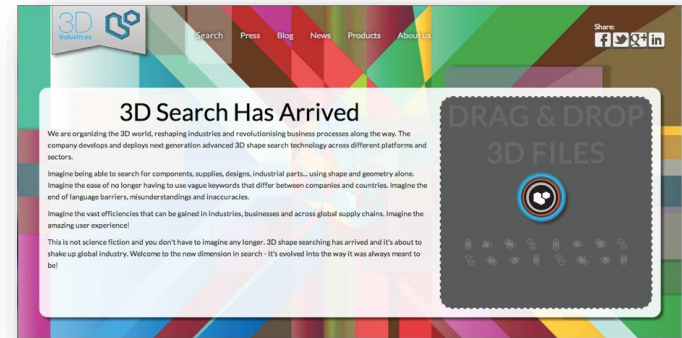 3D
industri.es
Search Press Blog News Products About us
Share:
3D Search Has Arrived
We are organizing the 3D world, reshaping industries and revolutionising business processes along the way. The
company develops and deploys next generation advanced 3D shape search technology across different platforms and
sectors.
Imagine being able to search for components, supplies, designs, industrial parts... using shape and geometry alone.
Imagine the ease of no longer having to use vague keywords that differ between companies and countries. Imagine the
end of language barriers, misunderstandings and inaccuracies.
Imagine the vast efficiencies that can be gained in industries, businesses and across global supply chains. Imagine the
amazing user experience!
This is not science fiction and you don't have to imagine any longer. 3D shape searching has arrived and it's about to
shake up global industry. Welcome to the new dimension in search - it's evolved into the way it was always meant to
be!
DRAG & DROP
3D FILES